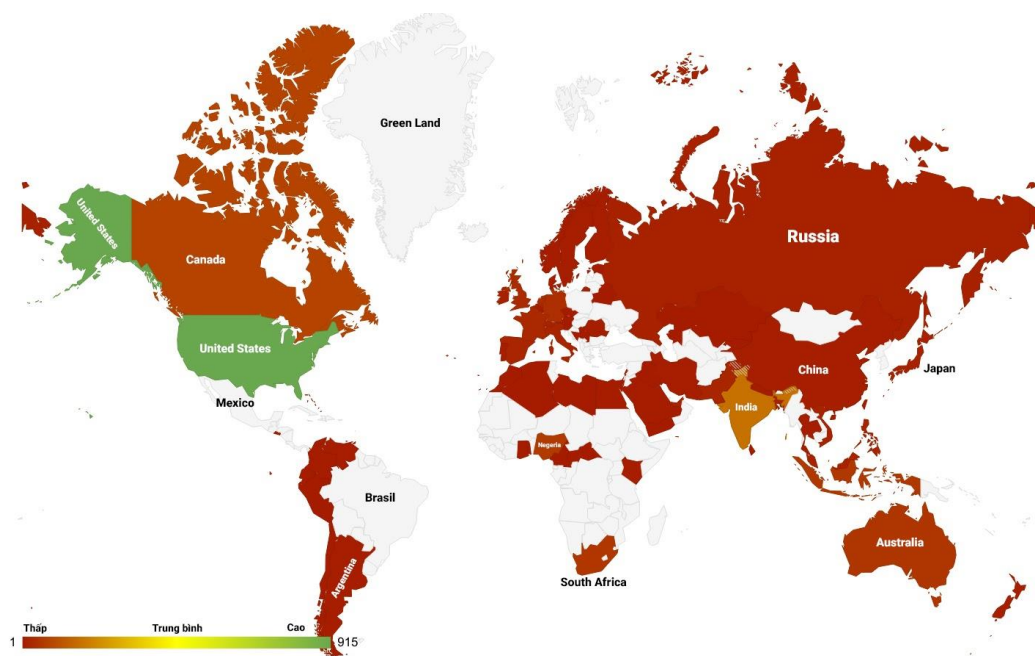 Green Land
United States
Canada
Russia
United States
Mexico
China
Japan
India
Negeria
Brasil
Australia
South Africa
Argentina
Thấp
Trung bình
Cao
1
915